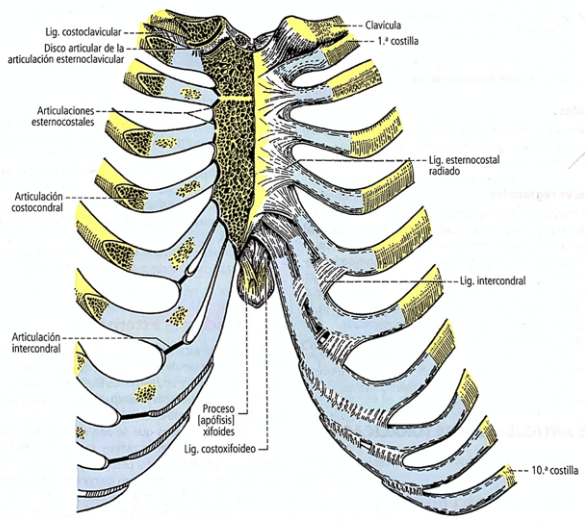 Lig. costoclavicular
Disco articular de la
articulación esternoclavicular
Articulaciones
esternocostales
Articulación
costocondral
Articulación
intercondral
Proceso
[apófisis]
xifoides
Lig. costoxifoideo
Clavícula
1.ª costilla
Lig. esternocostal
radiado
Lig. intercondral
10.ª costilla